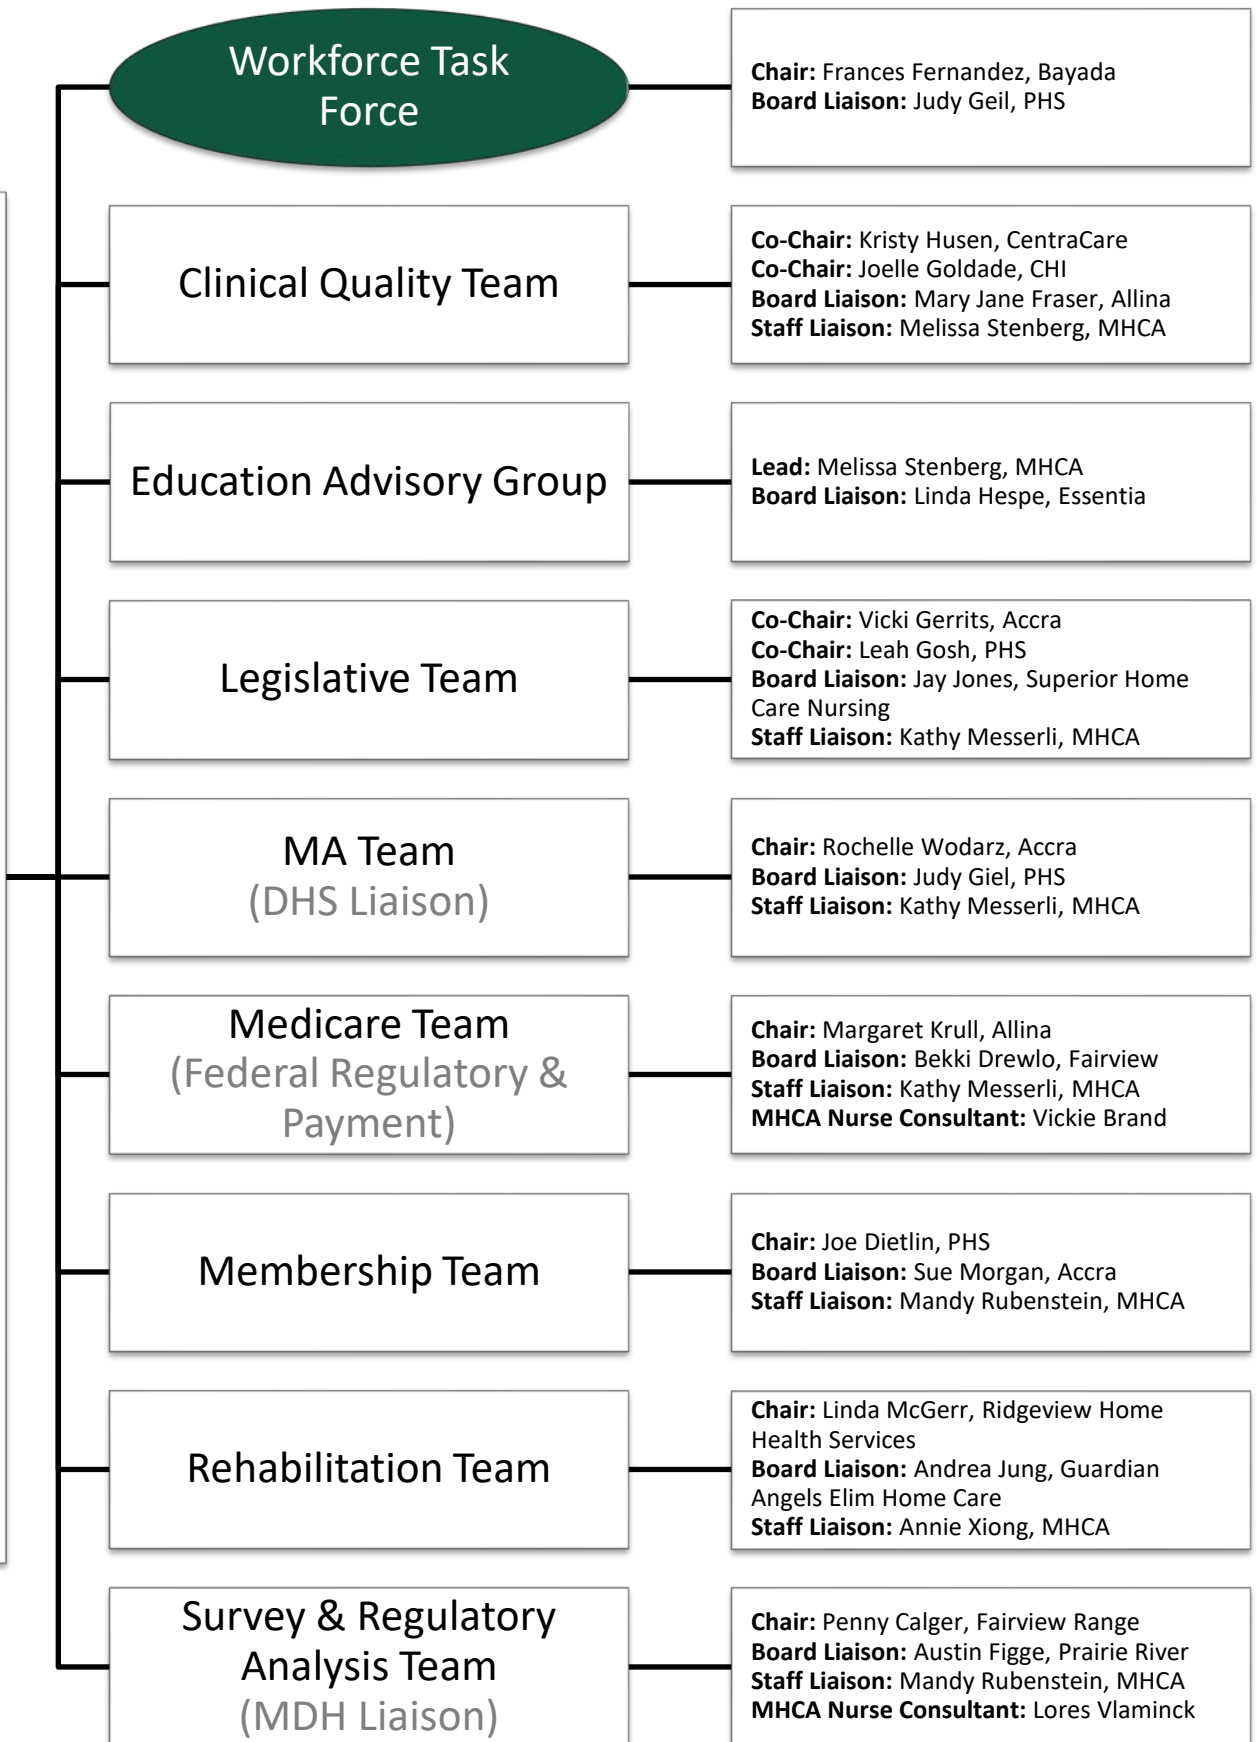 Workforce Task
Force
Chair: Frances Fernandez, Bayada
Board Liaison: Judy Geil, PHS
Clinical Quality Team
Co-Chair: Kristy Husen, CentraCare
Co-Chair: Joelle Goldade, CHI
Board Liaison: Mary Jane Fraser, Allina
Staff Liaison: Melissa Stenberg, MHCA
Education Advisory Group
Lead: Melissa Stenberg, MHCA
Board Liaison: Linda Hespe, Essentia
Legislative Team
Co-Chair: Vicki Gerrits, Accra
Co-Chair: Leah Gosh, PHS
Board Liaison: Jay Jones, Superior Home
Care Nursing
Staff Liaison: Kathy Messerli, MHCA
MA Team
(DHS Liaison)
Chair: Rochelle Wodarz, Accra
Board Liaison: Judy Giel, PHS
Staff Liaison: Kathy Messerli, MHCA
Medicare Team
(Federal Regulatory &
Payment)
Chair: Margaret Krull, Allina
Board Liaison: Bekki Drewlo, Fairview
Staff Liaison: Kathy Messerli, MHCA
MHCA Nurse Consultant: Vickie Brand
Membership Team
Chair: Joe Dietlin, PHS
Board Liaison: Sue Morgan, Accra
Staff Liaison: Mandy Rubenstein, MHCA
Rehabilitation Team
Chair: Linda McGerr, Ridgeview Home
Health Services
Board Liaison: Andrea Jung, Guardian
Angels Elim Home Care
Staff Liaison: Annie Xiong, MHCA
Survey & Regulatory
Analysis Team
(MDH Liaison)
Chair: Penny Calger, Fairview Range
Board Liaison: Austin Figge, Prairie River
Staff Liaison: Mandy Rubenstein, MHCA
MHCA Nurse Consultant: Lores Vlaminck